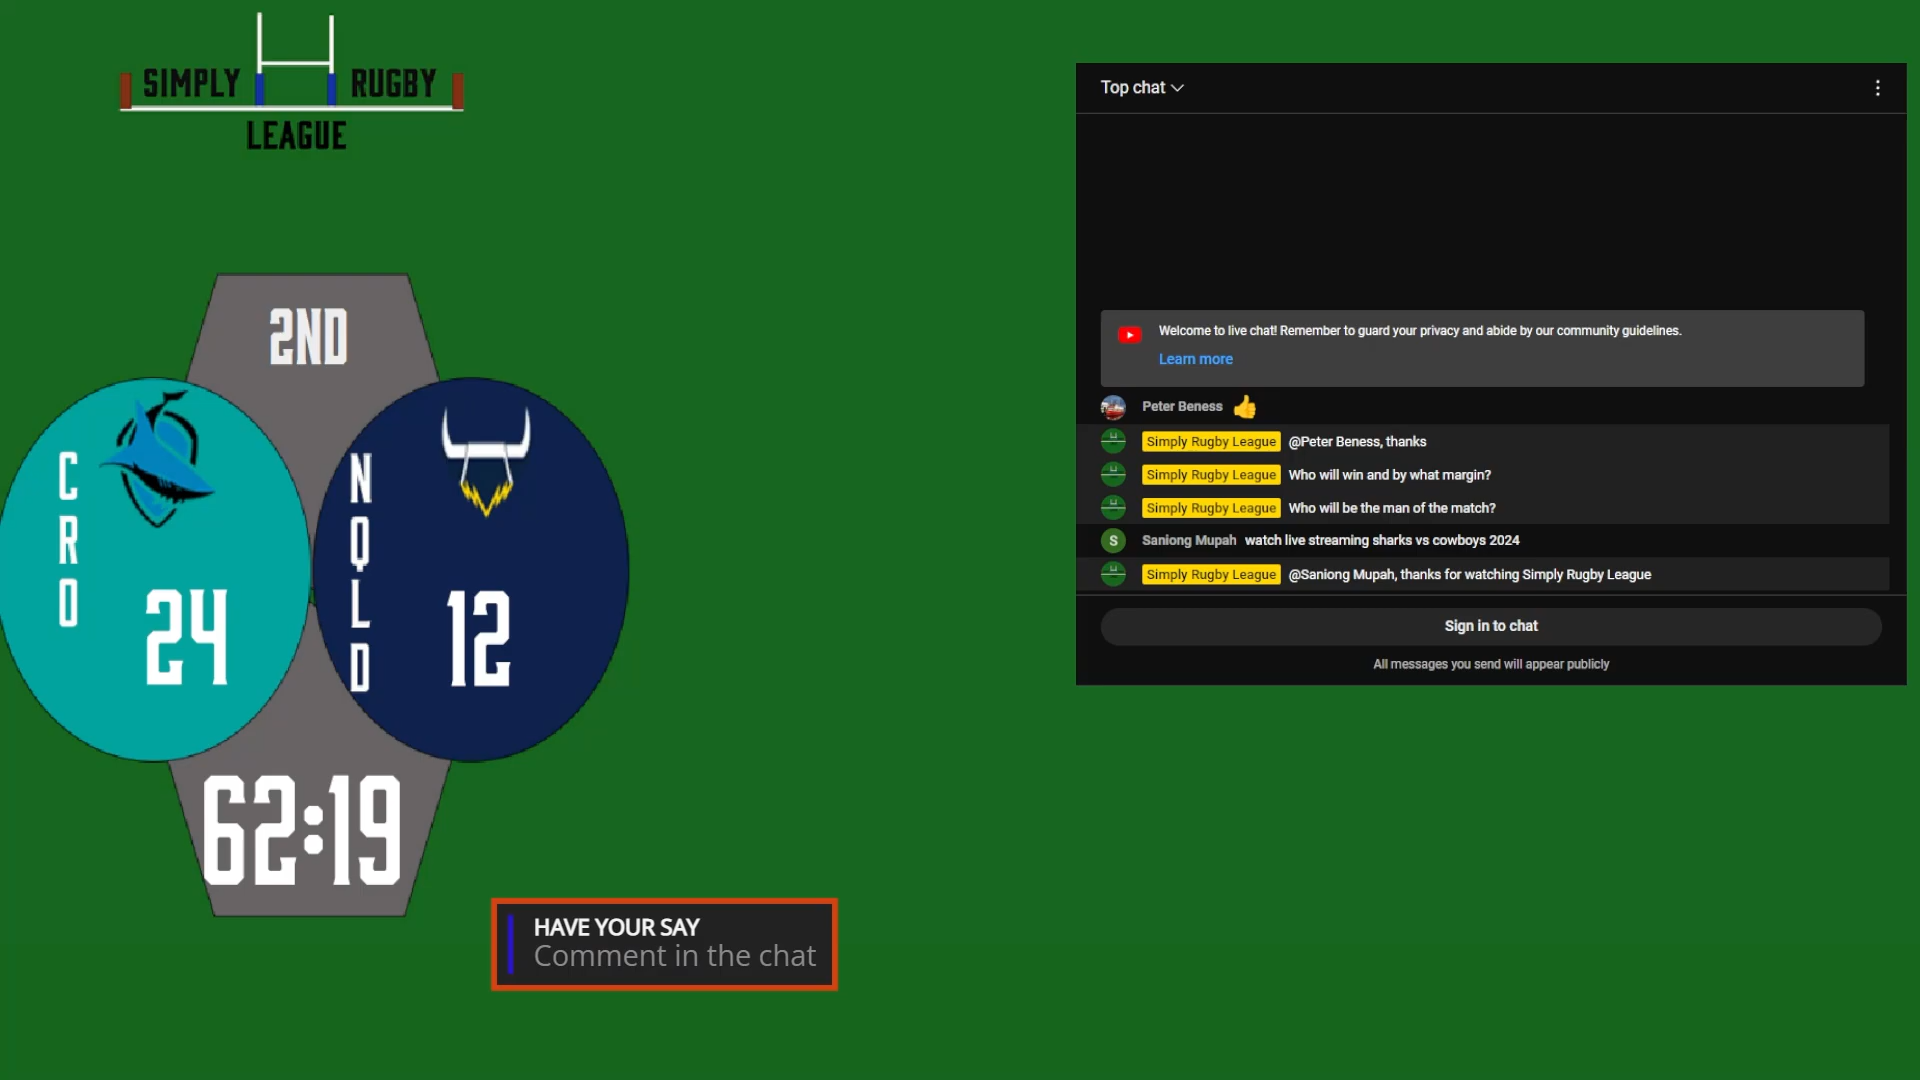 SIMPLY RUGBY
LEAGUE
2ND
CRO
24
NQLD
12
62:19
HAVE YOUR SAY
Comment in the chat
Top chat
Welcome to live chat! Remember to guard your privacy and abide by our community guidelines.
Learn more
Peter Beness 👍
Simply Rugby League @Peter Beness, thanks
Simply Rugby League Who will win and by what margin?
Simply Rugby League Who will be the man of the match?
S Saniong Mupah watch live streaming sharks vs cowboys 2024
Simply Rugby League @Saniong Mupah, thanks for watching Simply Rugby League
Sign in to chat
All messages you send will appear publicly